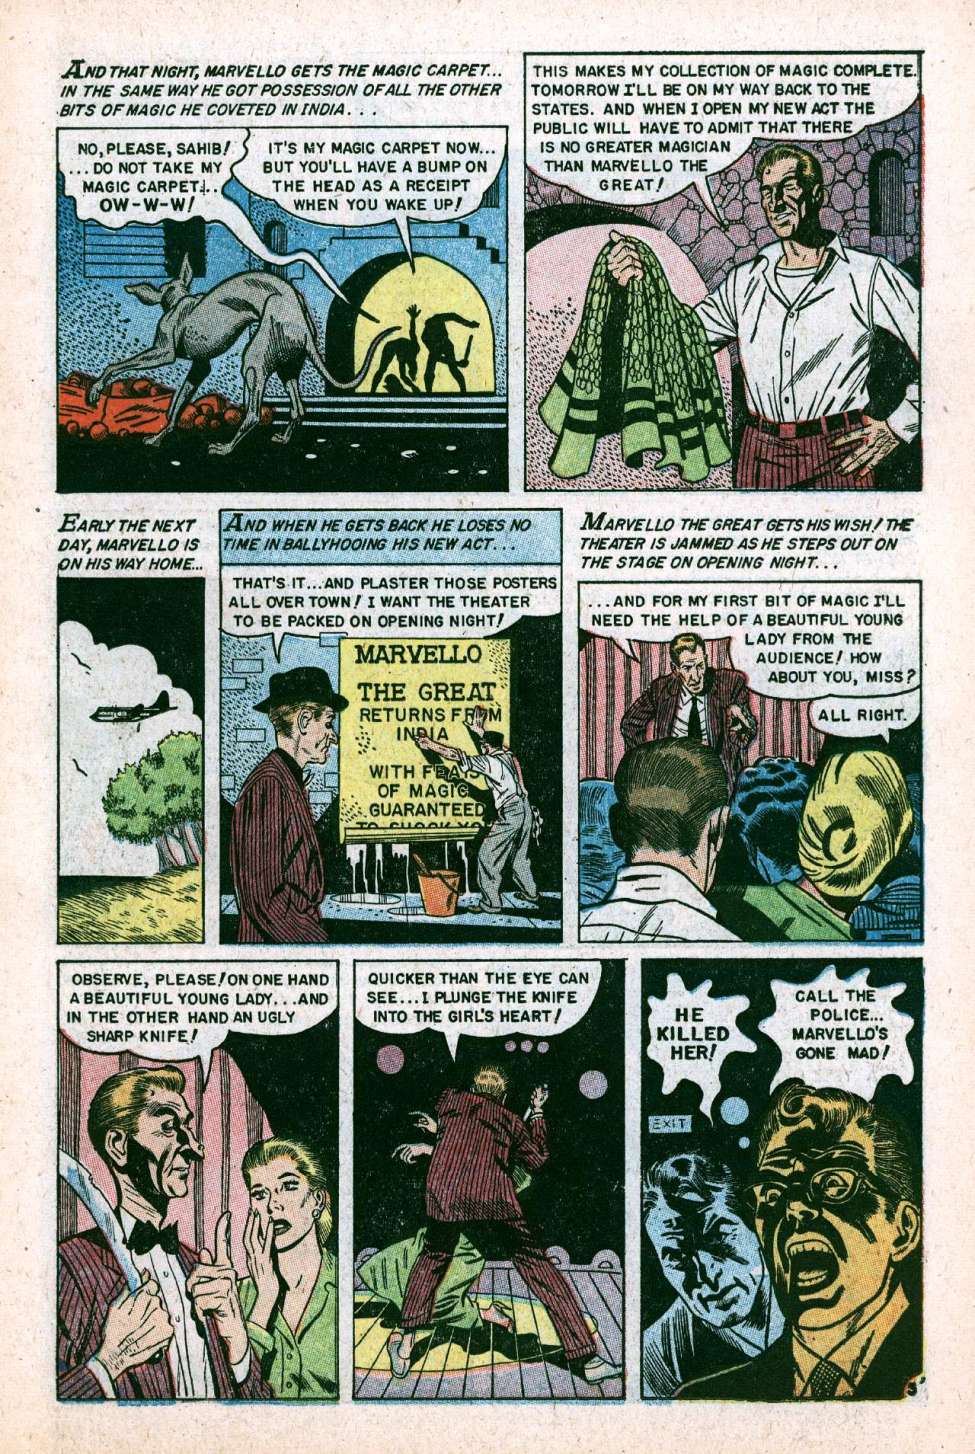 AND THAT NIGHT, MARVELLO GETS THE MAGIC CARPET...
IN THE SAME WAY HE GOT POSSESSION OF ALL THE OTHER
BITS OF MAGIC HE COVETED IN INDIA...
NO, PLEASE, SAHIB!
...DO NOT TAKE MY
MAGIC CARPET...
OW-W-W!
IT'S MY MAGIC CARPET NOW...
BUT YOU'LL HAVE A BUMP ON
THE HEAD AS A RECEIPT
WHEN YOU WAKE UP!
THIS MAKES MY COLLECTION OF MAGIC COMPLETE.
TOMORROW I'LL BE ON MY WAY BACK TO THE
STATES. AND WHEN I OPEN MY NEW ACT THE
PUBLIC WILL HAVE TO ADMIT THAT THERE
IS NO GREATER MAGICIAN
THAN MARVELLO THE
GREAT!
EARLY THE NEXT
DAY, MARVELLO IS
ON HIS WAY HOME...
AND WHEN HE GETS BACK HE LOSES NO
TIME IN BALLYHOOING HIS NEW ACT...
THAT'S IT...AND PLASTER THOSE POSTERS
ALL OVER TOWN! I WANT THE THEATER
TO BE PACKED ON OPENING NIGHT!
MARVELLO
THE GREAT
RETURNS FROM
INDIA
WITH FEATS
OF MAGIC
GUARANTEED
TO SHOCK YOU
MARVELLO THE GREAT GETS HIS WISH! THE
THEATER IS JAMMED AS HE STEPS OUT ON
THE STAGE ON OPENING NIGHT...
...AND FOR MY FIRST BIT OF MAGIC I'LL
NEED THE HELP OF A BEAUTIFUL YOUNG
LADY FROM THE
AUDIENCE! HOW
ABOUT YOU, MISS?
ALL RIGHT.
OBSERVE, PLEASE! ON ONE HAND
A BEAUTIFUL YOUNG LADY...AND
IN THE OTHER HAND AN UGLY
SHARP KNIFE!
QUICKER THAN THE EYE CAN
SEE...I PLUNGE THE KNIFE
INTO THE GIRL'S HEART!
HE
KILLED
HER!
CALL THE
POLICE...
MARVELLO'S
GONE MAD!
EXIT
3